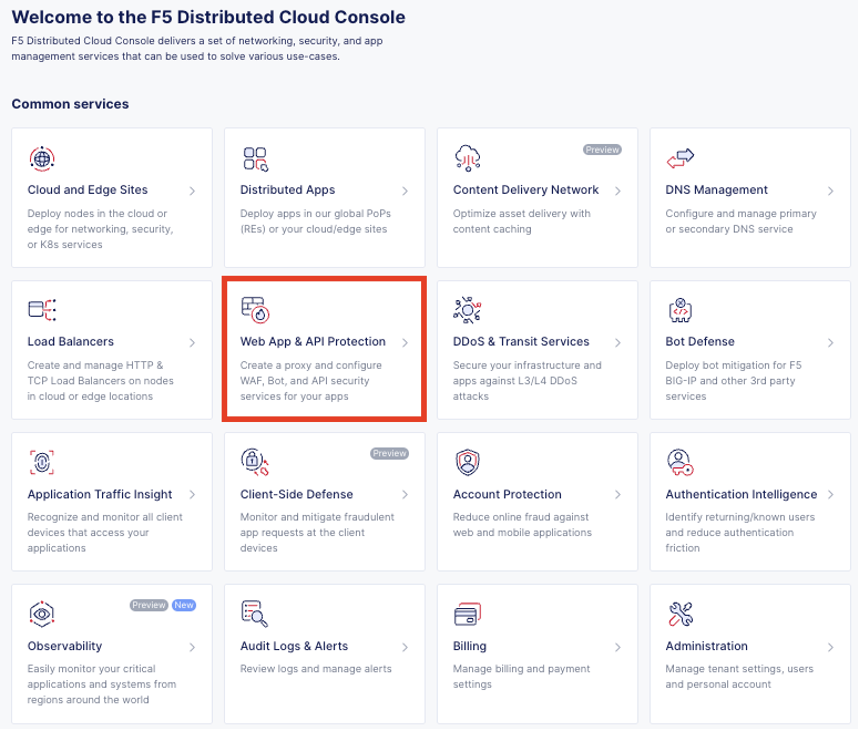 Welcome to the F5 Distributed Cloud Console
F5 Distributed Cloud Console delivers a set of networking, security, and app
management services that can be used to solve various use-cases.
Common services
Cloud and Edge Sites
Deploy nodes in the cloud or
edge for networking, security,
or K8s services
Distributed Apps
Deploy apps in our global PoPs
(REs) or your cloud/edge sites
Preview
Content Delivery Network
Optimize asset delivery with
content caching
DNS Management
Configure and manage primary
or secondary DNS service
Load Balancers
Create and manage HTTP &
TCP Load Balancers on nodes
in cloud or edge locations
Web App & API Protection
Create a proxy and configure
WAF, Bot, and API security
services for your apps
DDoS & Transit Services
Secure your infrastructure and
apps against L3/L4 DDoS
attacks
Bot Defense
Deploy bot mitigation for F5
BIG-IP and other 3rd party
services
Application Traffic Insight
Recognize and monitor all client
devices that access your
applications
Preview
Client-Side Defense
Monitor and mitigate fraudulent
app requests at the client
devices
Account Protection
Reduce online fraud against
web and mobile applications
Authentication Intelligence
Identify returning/known users
and reduce authentication
friction
Preview New
Observability
Easily monitor your critical
applications and systems from
regions around the world
Audit Logs & Alerts
Review logs and manage alerts
Billing
Manage billing and payment
settings
Administration
Manage tenant settings, users
and personal account